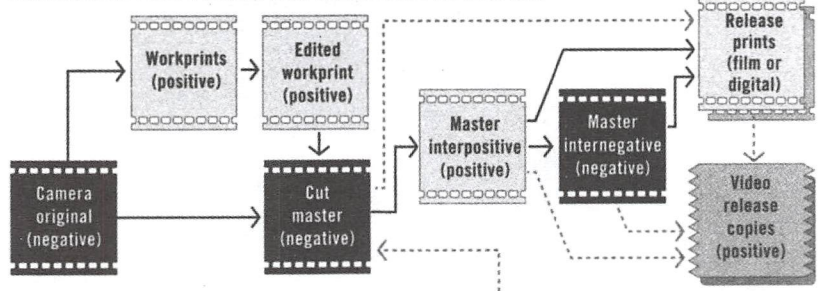 Workprints
(positive)
Edited
workprint
(positive)
Release
prints
(film or
digital)
Camera
original
(negative)
Cut
master
(negative)
Master
interpositive
(positive)
Master
internegative
(negative)
Video
release
copies
(positive)